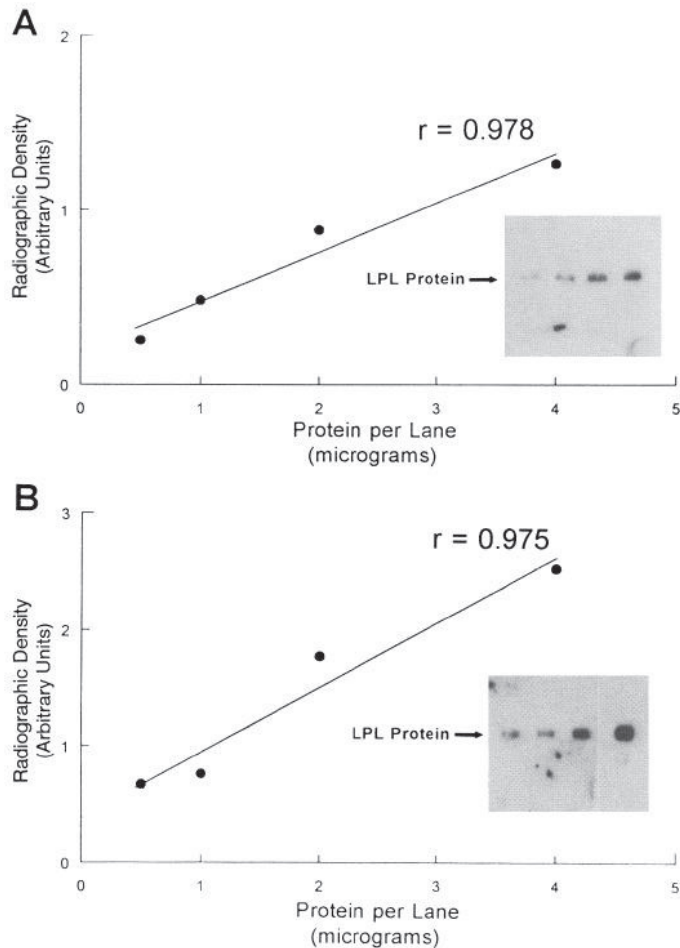 A
2
Radiographic Density
(Arbitrary Units)
r = 0.978
1
LPL Protein
0
0 1 2 3 4 5
Protein per Lane
(micrograms)
B
3
r = 0.975
Radiographic Density
(Arbitrary Units)
2
LPL Protein
1
0
0 1 2 3 4 5
Protein per Lane
(micrograms)